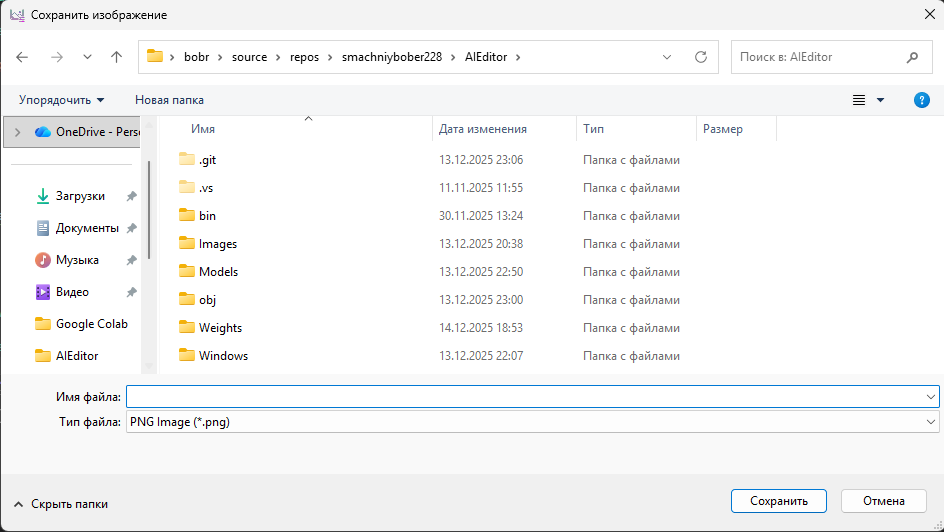 Сохранить изображение
bobr smachniybober228 source repos AIEditor
Поиск в: AIEditor
Упорядочить Новая папка
OneDrive - Perso
Загрузки
Документы
Музыка
Видео
Google Colab
AIEditor
Имя Дата изменения Тип Размер
.git 13.12.2025 23:06 Папка с файлами
.vs 11.11.2025 11:55 Папка с файлами
bin 30.11.2025 13:24 Папка с файлами
Images 13.12.2025 20:38 Папка с файлами
Models 13.12.2025 22:50 Папка с файлами
obj 13.12.2025 23:00 Папка с файлами
Weights 14.12.2025 18:53 Папка с файлами
Windows 13.12.2025 22:07 Папка с файлами
Имя файла:
Тип файла: PNG Image (*.png)
Скрыть папки
Сохранить Отмена